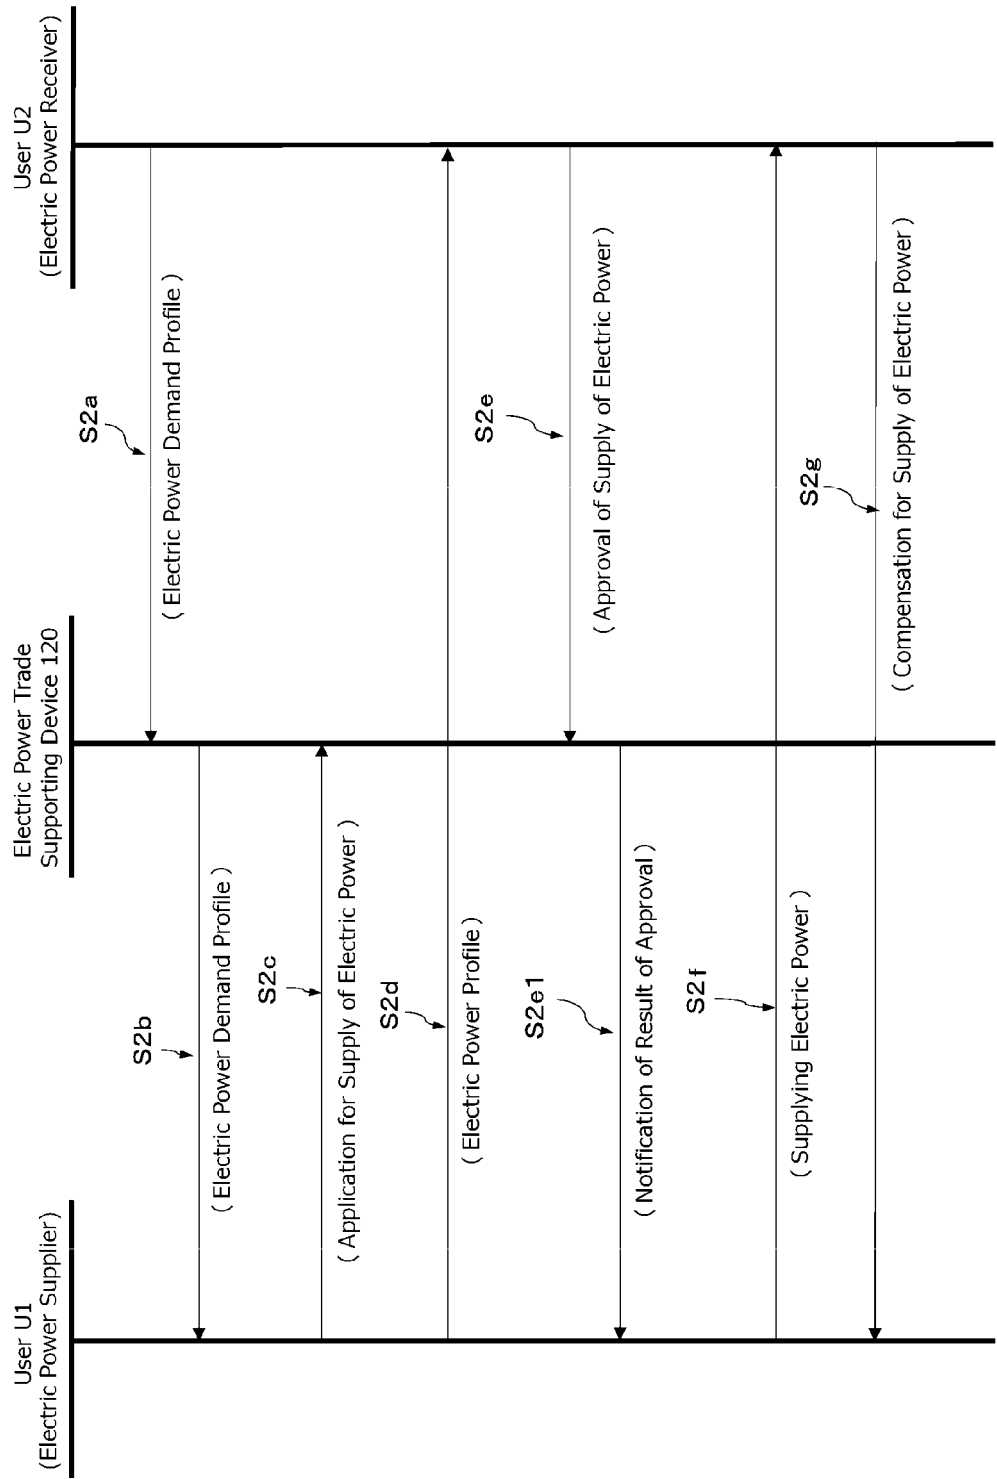 User U1
(Electric Power Supplier)
Electric Power Trade
Supporting Device 120
User U2
(Electric Power Receiver)
S2a
( Electric Power Demand Profile )
S2b
( Electric Power Demand Profile )
S2c
( Application for Supply of Electric Power )
S2d
( Electric Power Profile )
S2e
( Approval of Supply of Electric Power )
S2e1
( Notification of Result of Approval )
S2f
( Supplying Electric Power )
S2g
( Compensation for Supply of Electric Power )